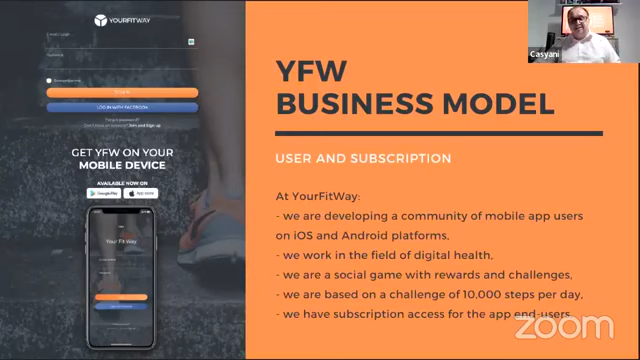 YOURFITWAY
LOG IN WITH FACEBOOK
GET YFW ON YOUR
MOBILE DEVICE
AVAILABLE NOW ON
Google Play
App Store
Your Fit Way
YFW
BUSINESS MODEL
USER AND SUBSCRIPTION
At YourFitWay:
- we are developing a community of mobile app users
on iOS and Android platforms,
- we work in the field of digital health,
- we are a social game with rewards and challenges,
- we are based on a challenge of 10,000 steps per day,
- we have subscription access for the app end-users
Casyani
zoom